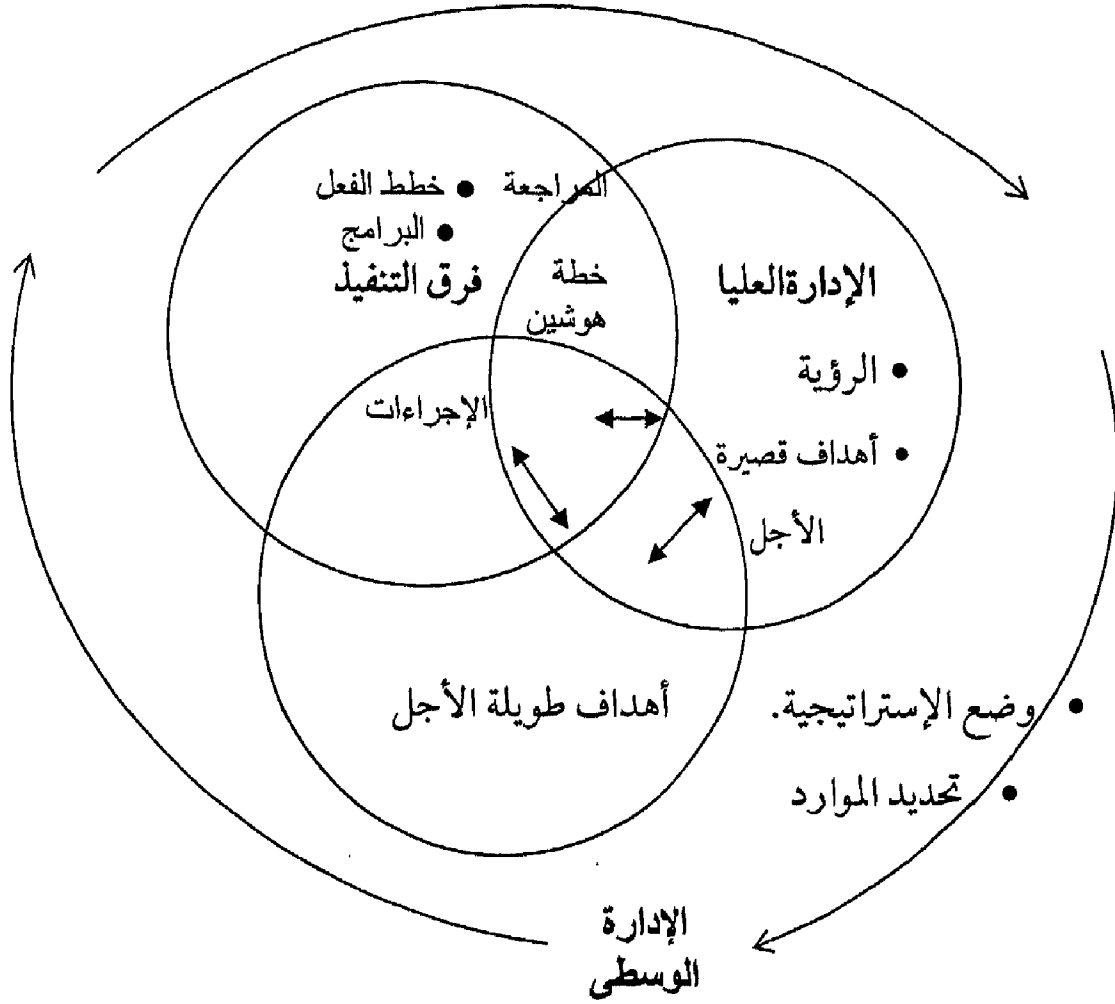 المراجعة
• خطط الفعل
• البرامج
فرق التنفيذ
خطة
هوشين
الإدارةالعليا
• الرؤية
• أهداف قصيرة
الأجل
الإجراءات
أهداف طويلة الأجل
• وضع الإستراتيجية.
• تحديد الموارد
الإدارة
الوسطى